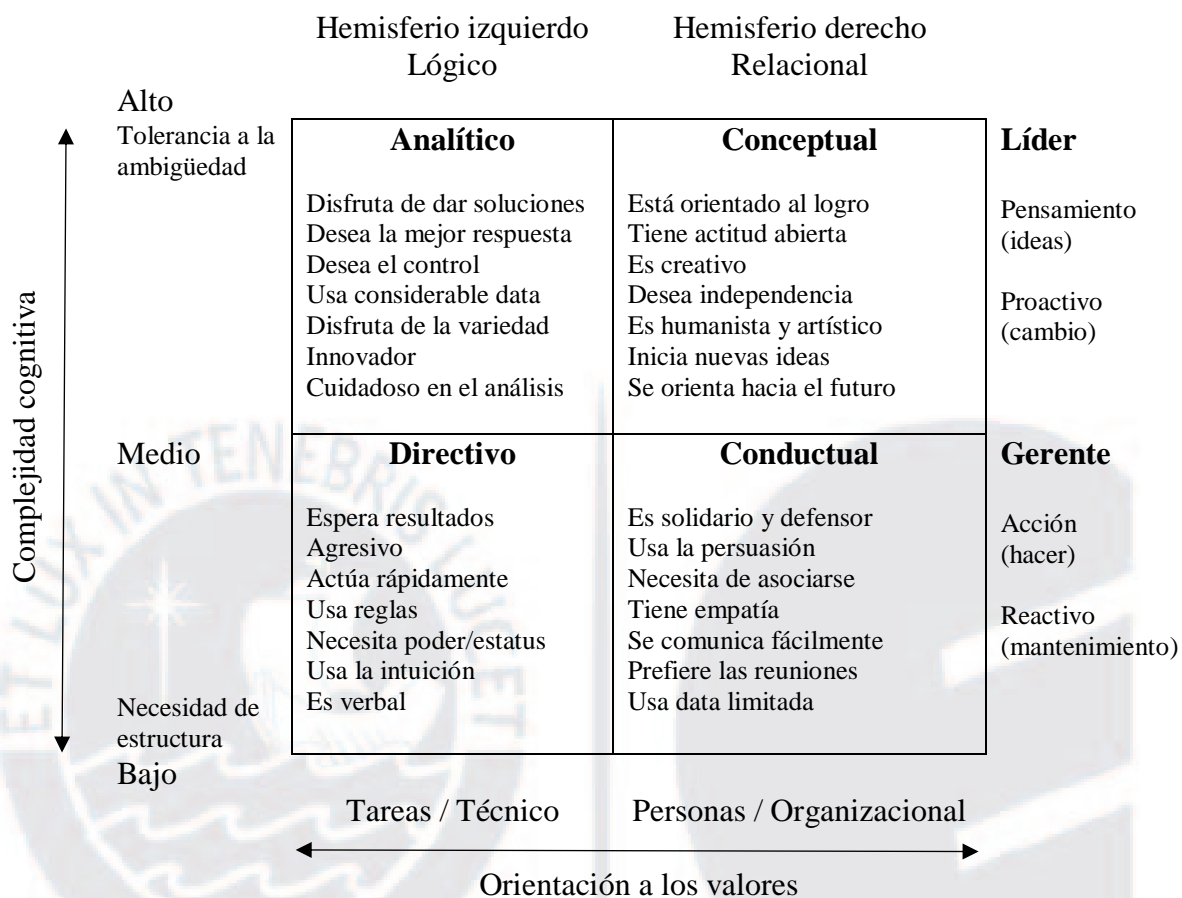 Hemisferio izquierdo
Lógico
Hemisferio derecho
Relacional
Alto
Tolerancia a la
ambigüedad
Analítico
Disfruta de dar soluciones
Desea la mejor respuesta
Desea el control
Usa considerable data
Disfruta de la variedad
Innovador
Cuidadoso en el análisis
Conceptual
Está orientado al logro
Tiene actitud abierta
Es creativo
Desea independencia
Es humanista y artístico
Inicia nuevas ideas
Se orienta hacia el futuro
Líder
Pensamiento
(ideas)
Proactivo
(cambio)
Complejidad cognitiva
Medio
Directivo
Espera resultados
Agresivo
Actúa rápidamente
Usa reglas
Necesita poder/estatus
Usa la intuición
Es verbal
Conductual
Es solidario y defensor
Usa la persuasión
Necesita de asociarse
Tiene empatía
Se comunica fácilmente
Prefiere las reuniones
Usa data limitada
Gerente
Acción
(hacer)
Reactivo
(mantenimiento)
Necesidad de
estructura
Bajo
Tareas / Técnico
Personas / Organizacional
Orientación a los valores
ET LUX IN TENEBRIS LUCET